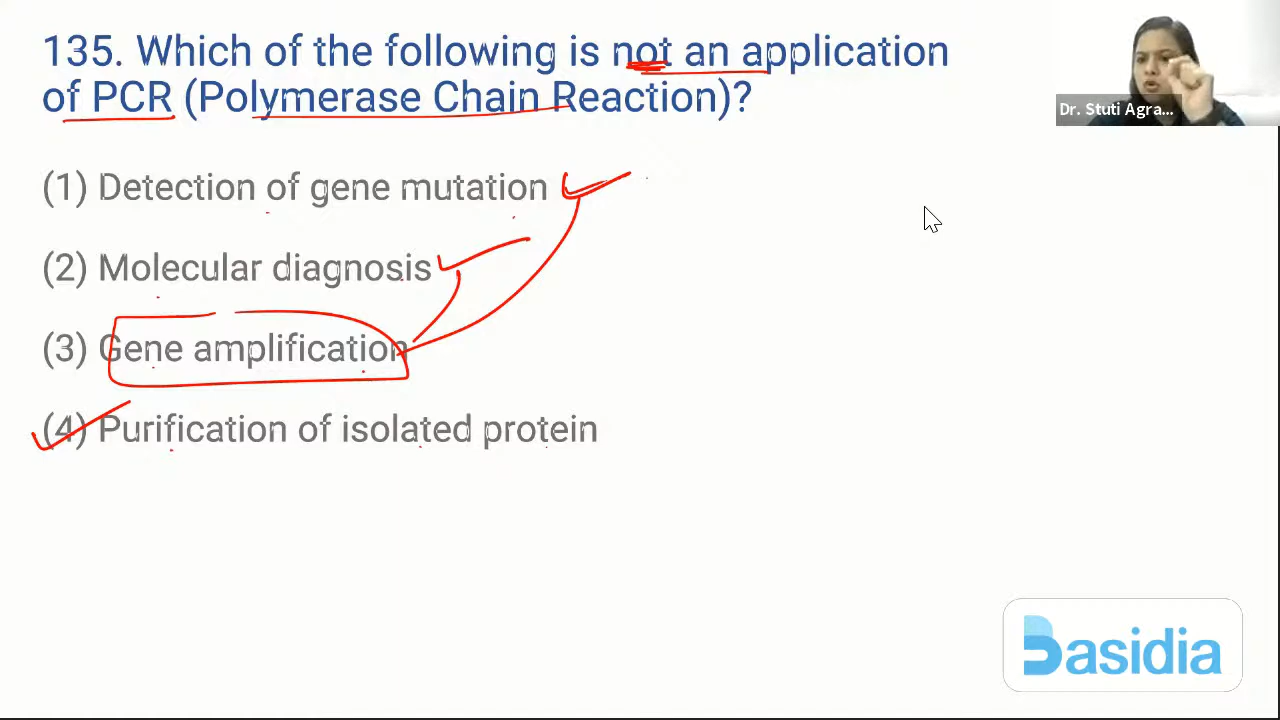 135. Which of the following is not an application
of PCR (Polymerase Chain Reaction)?
Dr. Stuti Agra...
(1) Detection of gene mutation
(2) Molecular diagnosis
(3) Gene amplification
(4) Purification of isolated protein
Basidia